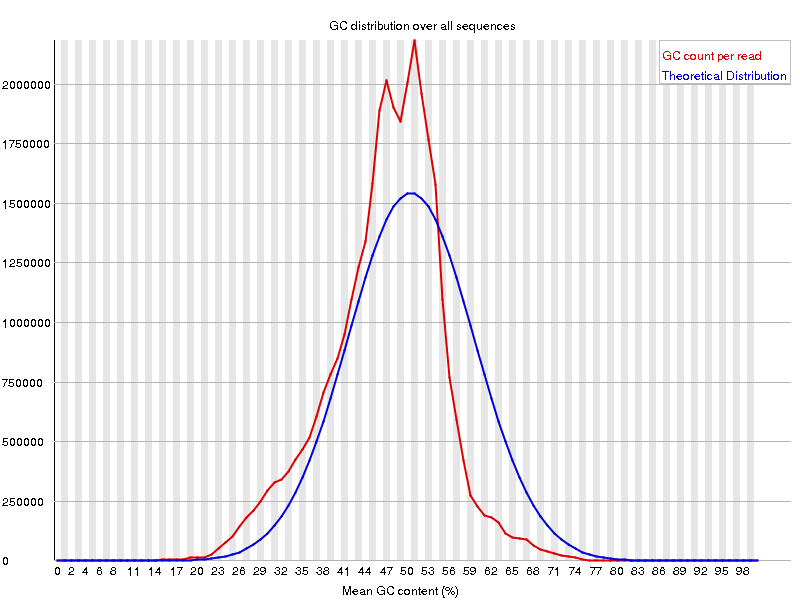 GC distribution over all sequences
GC count per read
Theoretical Distribution
2000000
1750000
1500000
1250000
1000000
750000
500000
250000
0
0 2 4 6 8 11 14 17 20 23 26 29 32 35 38 41 44 47 50 53 56 59 62 65 68 71 74 77 80 83 86 89 92 95 98
Mean GC content (%)